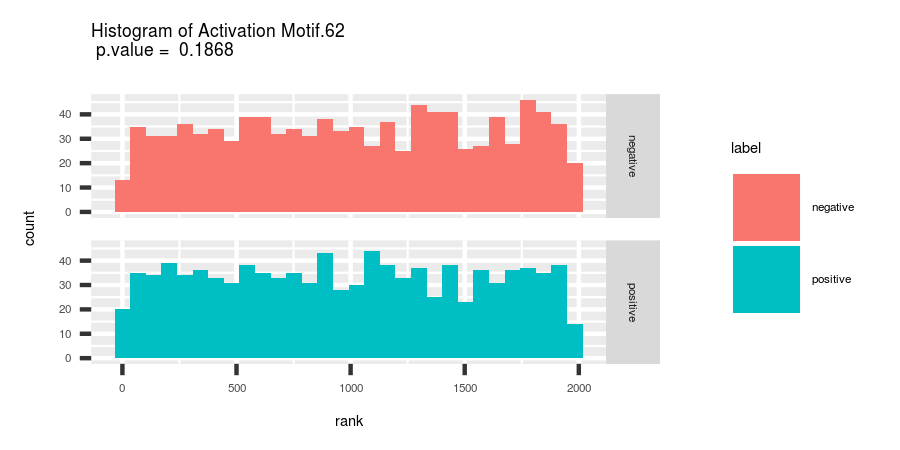 Histogram of Activation Motif.62
p.value = 0.1868
count
40
30
20
10
0
negative
40
30
20
10
0
positive
0 500 1000 1500 2000
rank
label
negative
positive